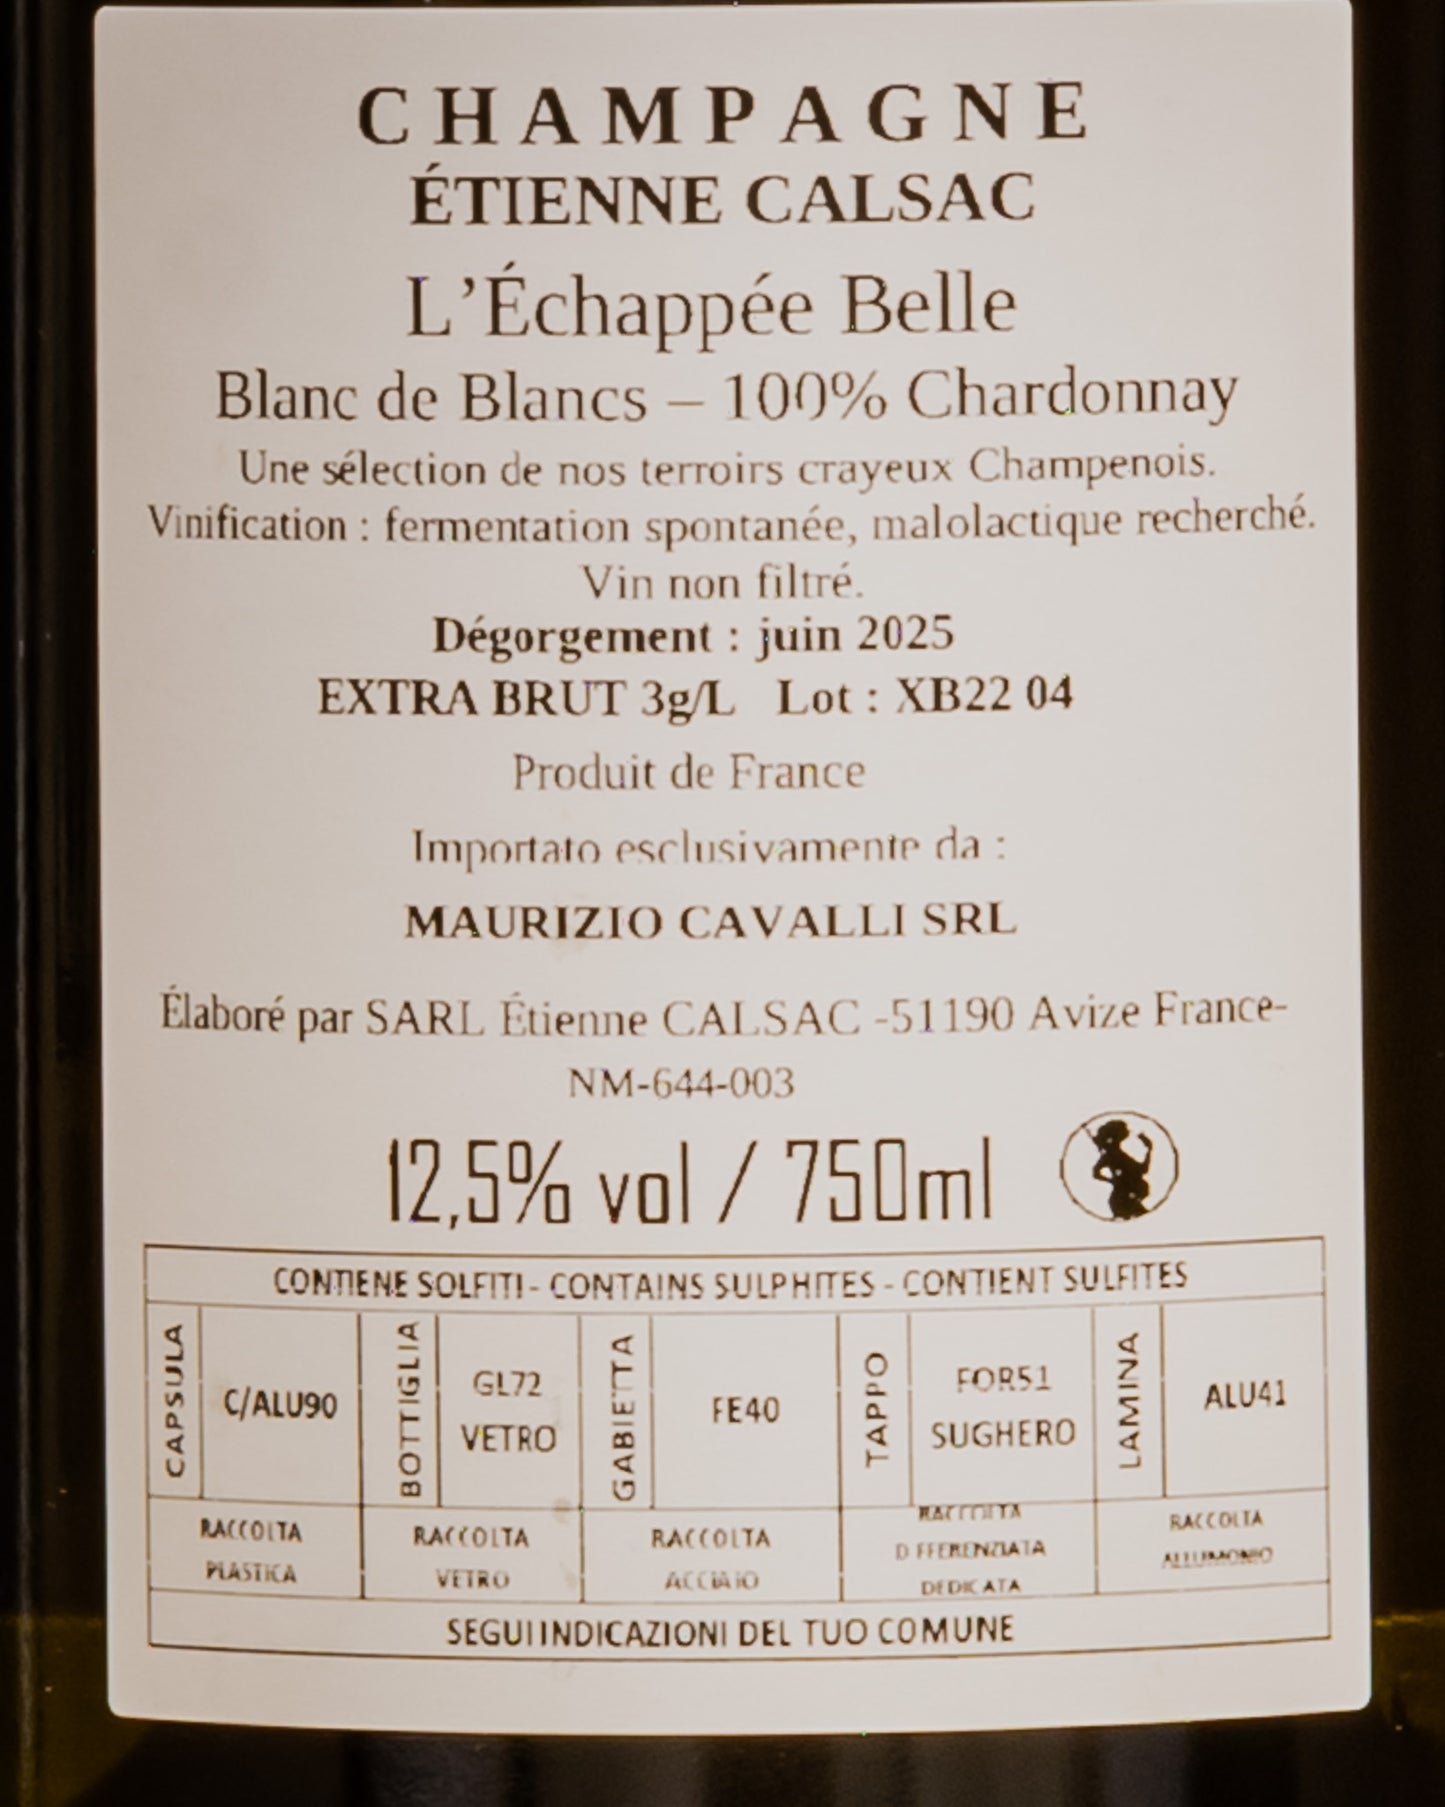 CHAMPAGNE
ÉTIENNE CALSAC
L’Échappée Belle
Blanc de Blancs – 100% Chardonnay
Une sélection de nos terroirs crayeux Champenois.
Vinification : fermentation spontanée, malolactique recherché.
Vin non filtré.
Dégorgement : juin 2025
EXTRA BRUT 3g/L Lot : XB22 04
Produit de France
Importato esclusivamente da :
MAURIZIO CAVALLI SRL
Élaboré par SARL Étienne CALSAC -51190 Avize France-
NM-644-003
12,5% vol / 750ml
CONTIENE SOLFITI - CONTAINS SULPHITES - CONTIENT SULFITES
CAPSULA
C/ALU90
BOTTIGLIA
GL72
VETRO
GABIETTA
FE40
TAPPO
FOR51
SUGHERO
LAMINA
ALU41
RACCOLTA
PLASTICA
RACCOLTA
VETRO
RACCOLTA
ACCIAIO
RACCOLTA
DIFFERENZIATA
DEDICATA
RACCOLTA
ALLUMONIO
SEGUI INDICAZIONI DEL TUO COMUNE